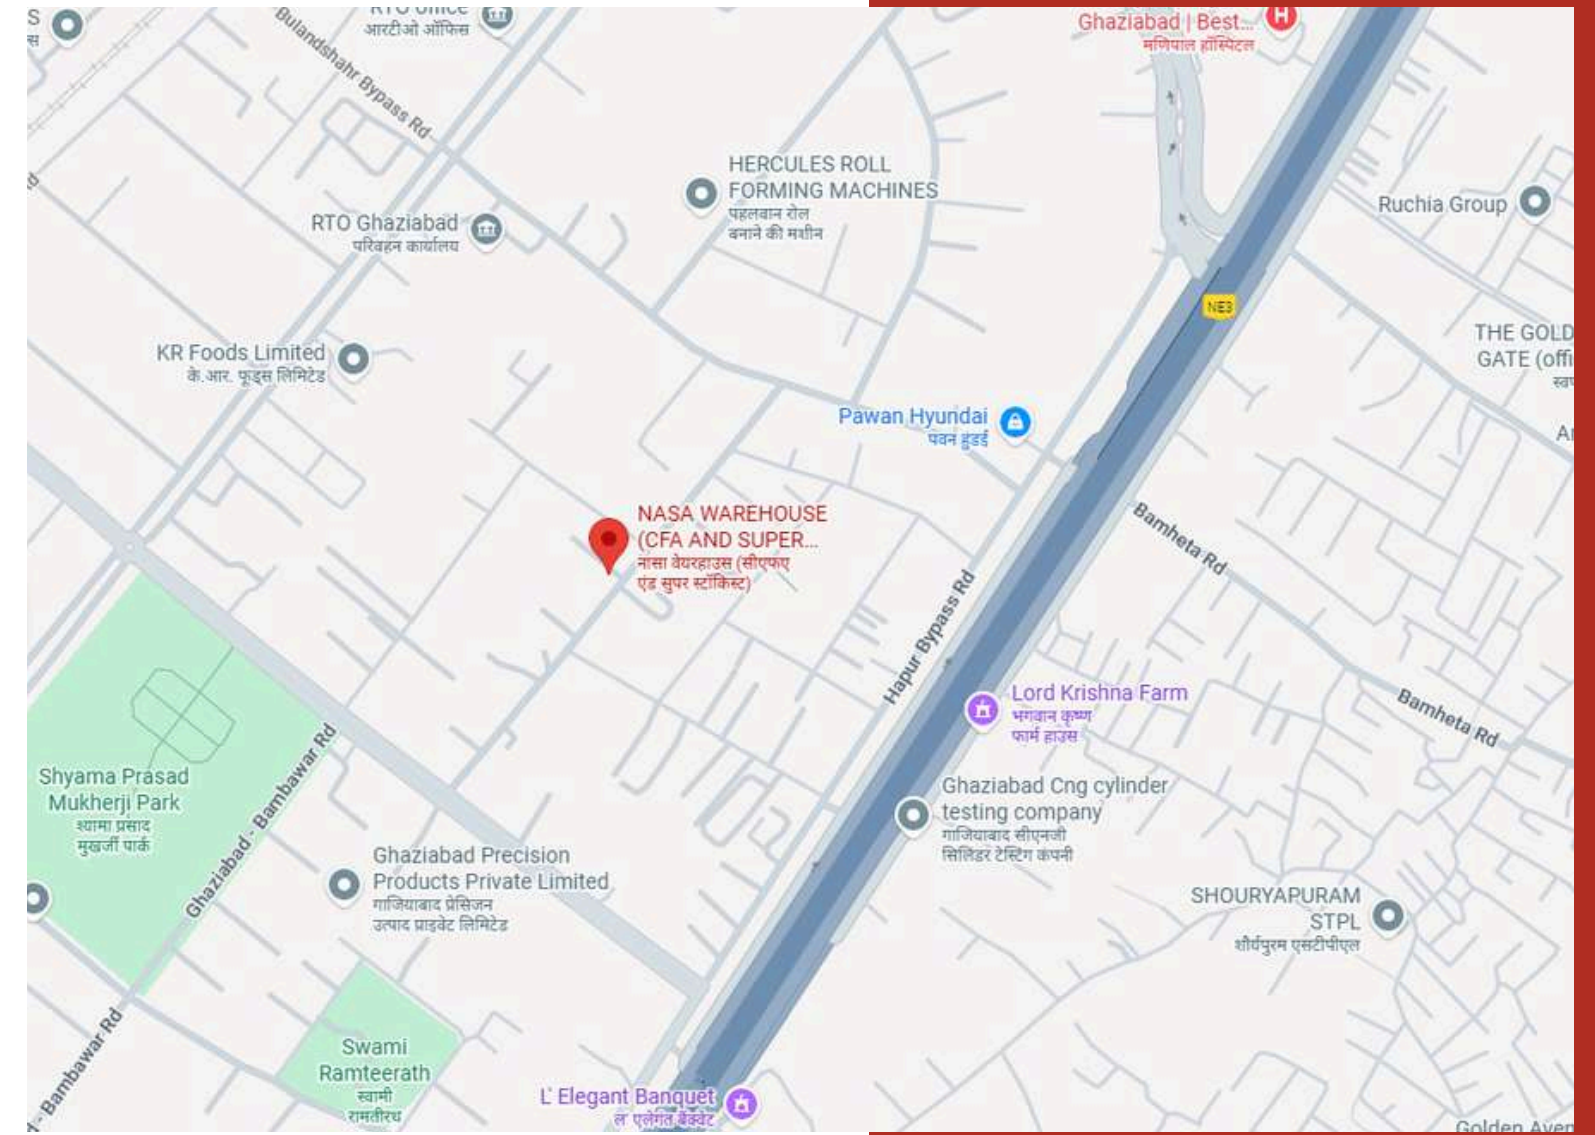 RTO Office
आरटीओ ऑफिस
Bulandshahr Bypass Rd
Ghaziabad | Best...
मणिपाल हॉस्पिटल
HERCULES ROLL
FORMING MACHINES
पहलवान रोल
बनाने की मशीन
Ruchia Group
RTO Ghaziabad
परिवहन कार्यालय
NE3
THE GOLD
GATE (offi
KR Foods Limited
के.आर. फूड्स लिमिटेड
Pawan Hyundai
पवन हुंडई
NASA WAREHOUSE
(CFA AND SUPER...
नासा वेयरहाउस (सीएफए
एंड सुपर स्टॉकिस्ट)
Bamheta Rd
Hapur Bypass Rd
Lord Krishna Farm
भगवान कृष्ण
फार्म हाउस
Bamheta Rd
Shyama Prasad
Mukherji Park
श्यामा प्रसाद
मुखर्जी पार्क
Ghaziabad - Bambawar Rd
Ghaziabad Cng cylinder
testing company
गाजियाबाद सीएनजी
सिलिंडर टेस्टिंग कंपनी
Ghaziabad Precision
Products Private Limited
गाजियाबाद प्रेसिजन
उत्पाद प्राइवेट लिमिटेड
SHOURYAPURAM
STPL
शौर्यपुरम एसटीपीएल
d - Bambawar Rd
Swami
Ramteerath
स्वामी
रामतीरथ
L' Elegant Banquet
ल' एलेगंत बैंक्वेट
Golden Aven